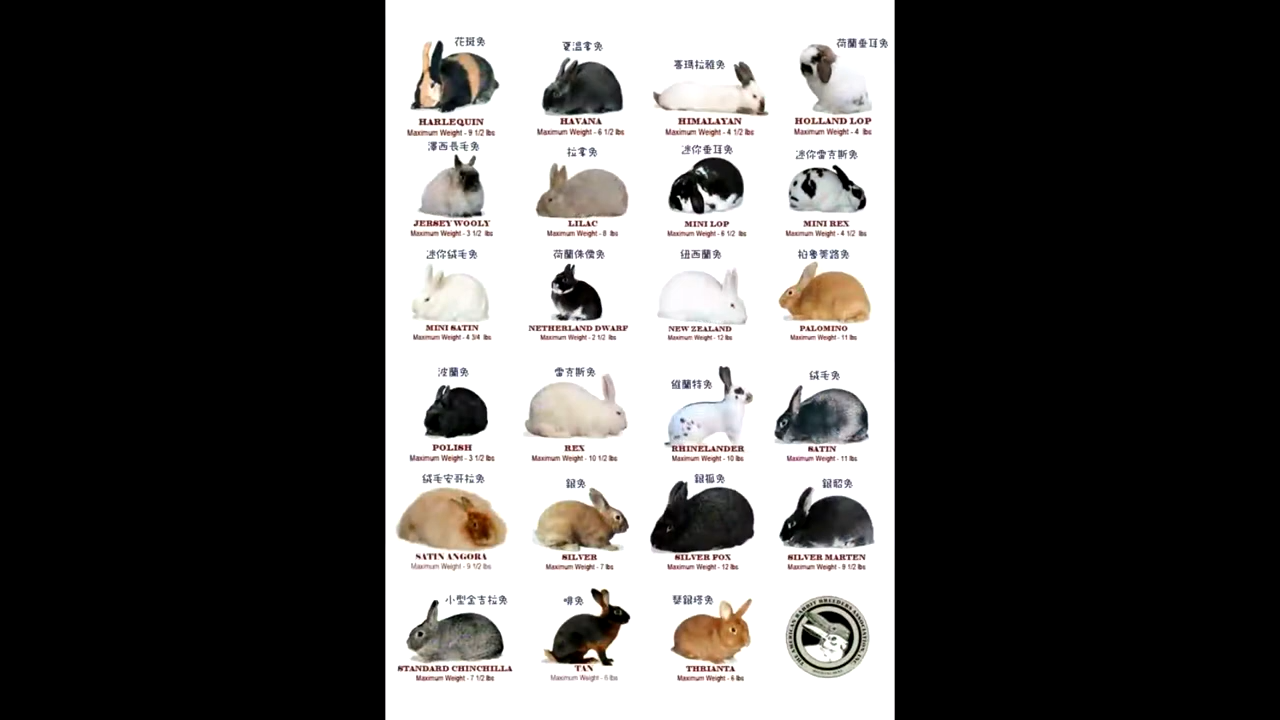 花斑兔
夏溫拿兔
喜瑪拉雅兔
荷蘭垂耳兔
HARLEQUIN
Maximum Weight - 9 1/2 lbs
HAVANA
Maximum Weight - 6 1/2 lbs
HIMALAYAN
Maximum Weight - 4 1/2 lbs
HOLLAND LOP
Maximum Weight - 4 lbs
澤西長毛兔
拉拿兔
迷你垂耳兔
迷你雷克斯兔
JERSEY WOOLY
Maximum Weight - 3 1/2 lbs
LILAC
Maximum Weight - 8 lbs
MINI LOP
Maximum Weight - 6 1/2 lbs
MINI REX
Maximum Weight - 4 1/2 lbs
迷你絨毛兔
荷蘭侏儒兔
紐西蘭兔
柏魯美路兔
MINI SATIN
Maximum Weight - 4 3/4 lbs
NETHERLAND DWARF
Maximum Weight - 2 1/2 lbs
NEW ZEALAND
Maximum Weight - 12 lbs
PALOMINO
Maximum Weight - 11 lbs
波蘭兔
雷克斯兔
維蘭特兔
絨毛兔
POLISH
Maximum Weight - 3 1/2 lbs
REX
Maximum Weight - 10 1/2 lbs
RHINELANDER
Maximum Weight - 10 lbs
SATIN
Maximum Weight - 11 lbs
絨毛安哥拉兔
銀兔
銀狐兔
銀貂兔
SATIN ANGORA
Maximum Weight - 9 1/2 lbs
SILVER
Maximum Weight - 7 lbs
SILVER FOX
Maximum Weight - 12 lbs
SILVER MARTEN
Maximum Weight - 9 1/2 lbs
小型金吉拉兔
啡兔
銀塔兔
STANDARD CHINCHILLA
Maximum Weight - 7 1/2 lbs
TAN
Maximum Weight - 6 lbs
THRIANTA
Maximum Weight - 6 lbs
THE AMERICAN RABBIT BREEDERS ASSOCIATION, INC.